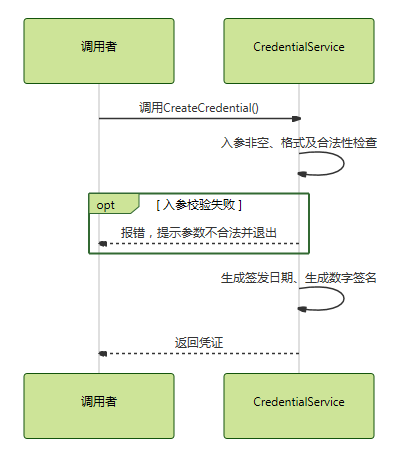 调用者
CredentialService
调用CreateCredential()
入参非空、格式及合法性检查
opt
[ 入参校验失败 ]
报错，提示参数不合法并退出
生成签发日期、生成数字签名
返回凭证
调用者
CredentialService